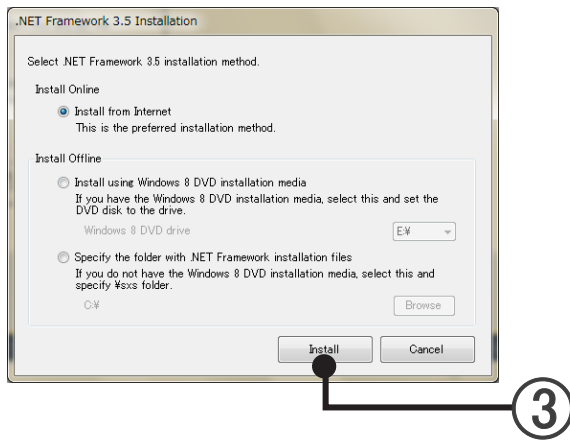 .NET Framework 3.5 Installation
Select .NET Framework 3.5 installation method.
Install Online
Install from Internet
This is the preferred installation method.
Install Offline
Install using Windows 8 DVD installation media
If you have the Windows 8 DVD installation media, select this and set the
DVD disk to the drive.
Windows 8 DVD drive
E:¥
Specify the folder with .NET Framework installation files
If you do not have the Windows 8 DVD installation media, select this and
specify ¥sxs folder.
C:¥
Browse
Install
Cancel
3